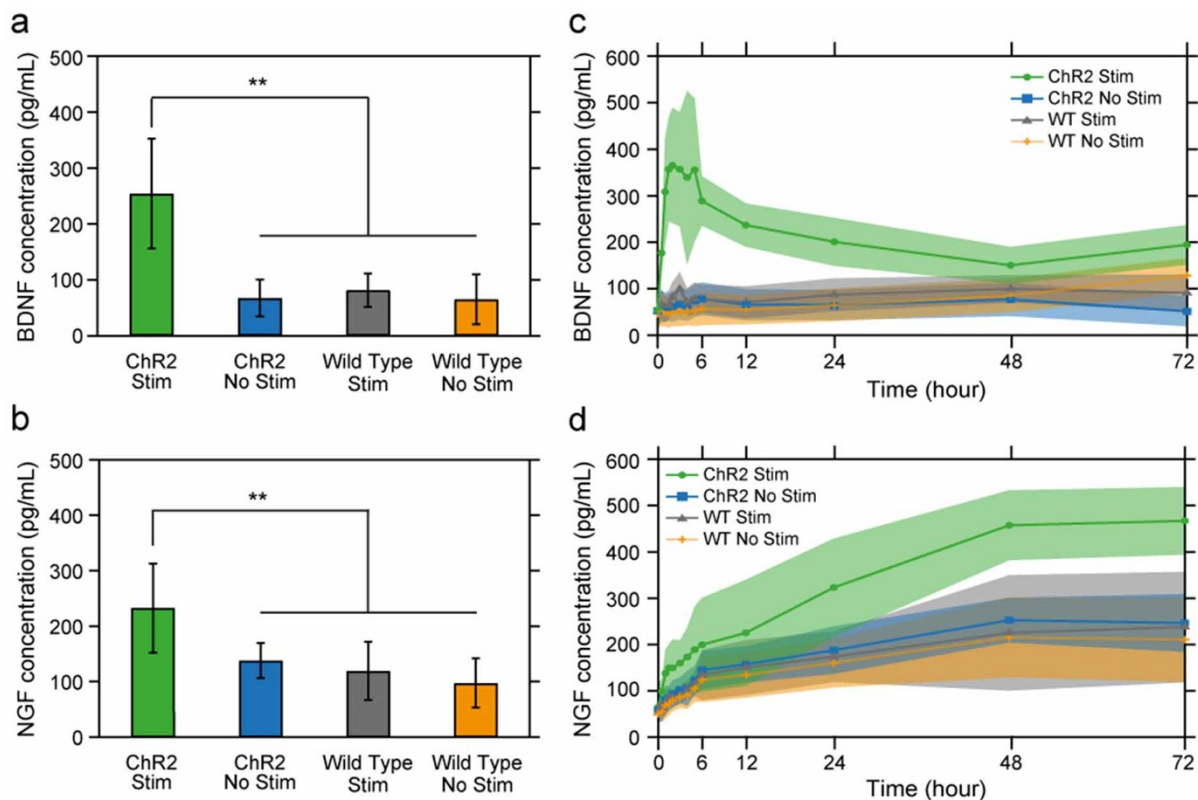 a
BDNF concentration (pg/mL)
500
400
300
200
100
0
**
ChR2
Stim
ChR2
No Stim
Wild Type
Stim
Wild Type
No Stim
c
BDNF concentration (pg/mL)
600
500
400
300
200
100
0
ChR2 Stim
ChR2 No Stim
WT Stim
WT No Stim
0 6 12 24 48 72
Time (hour)
b
NGF concentration (pg/mL)
500
400
300
200
100
0
**
ChR2
Stim
ChR2
No Stim
Wild Type
Stim
Wild Type
No Stim
d
NGF concentration (pg/mL)
600
500
400
300
200
100
0
ChR2 Stim
ChR2 No Stim
WT Stim
WT No Stim
0 6 12 24 48 72
Time (hour)